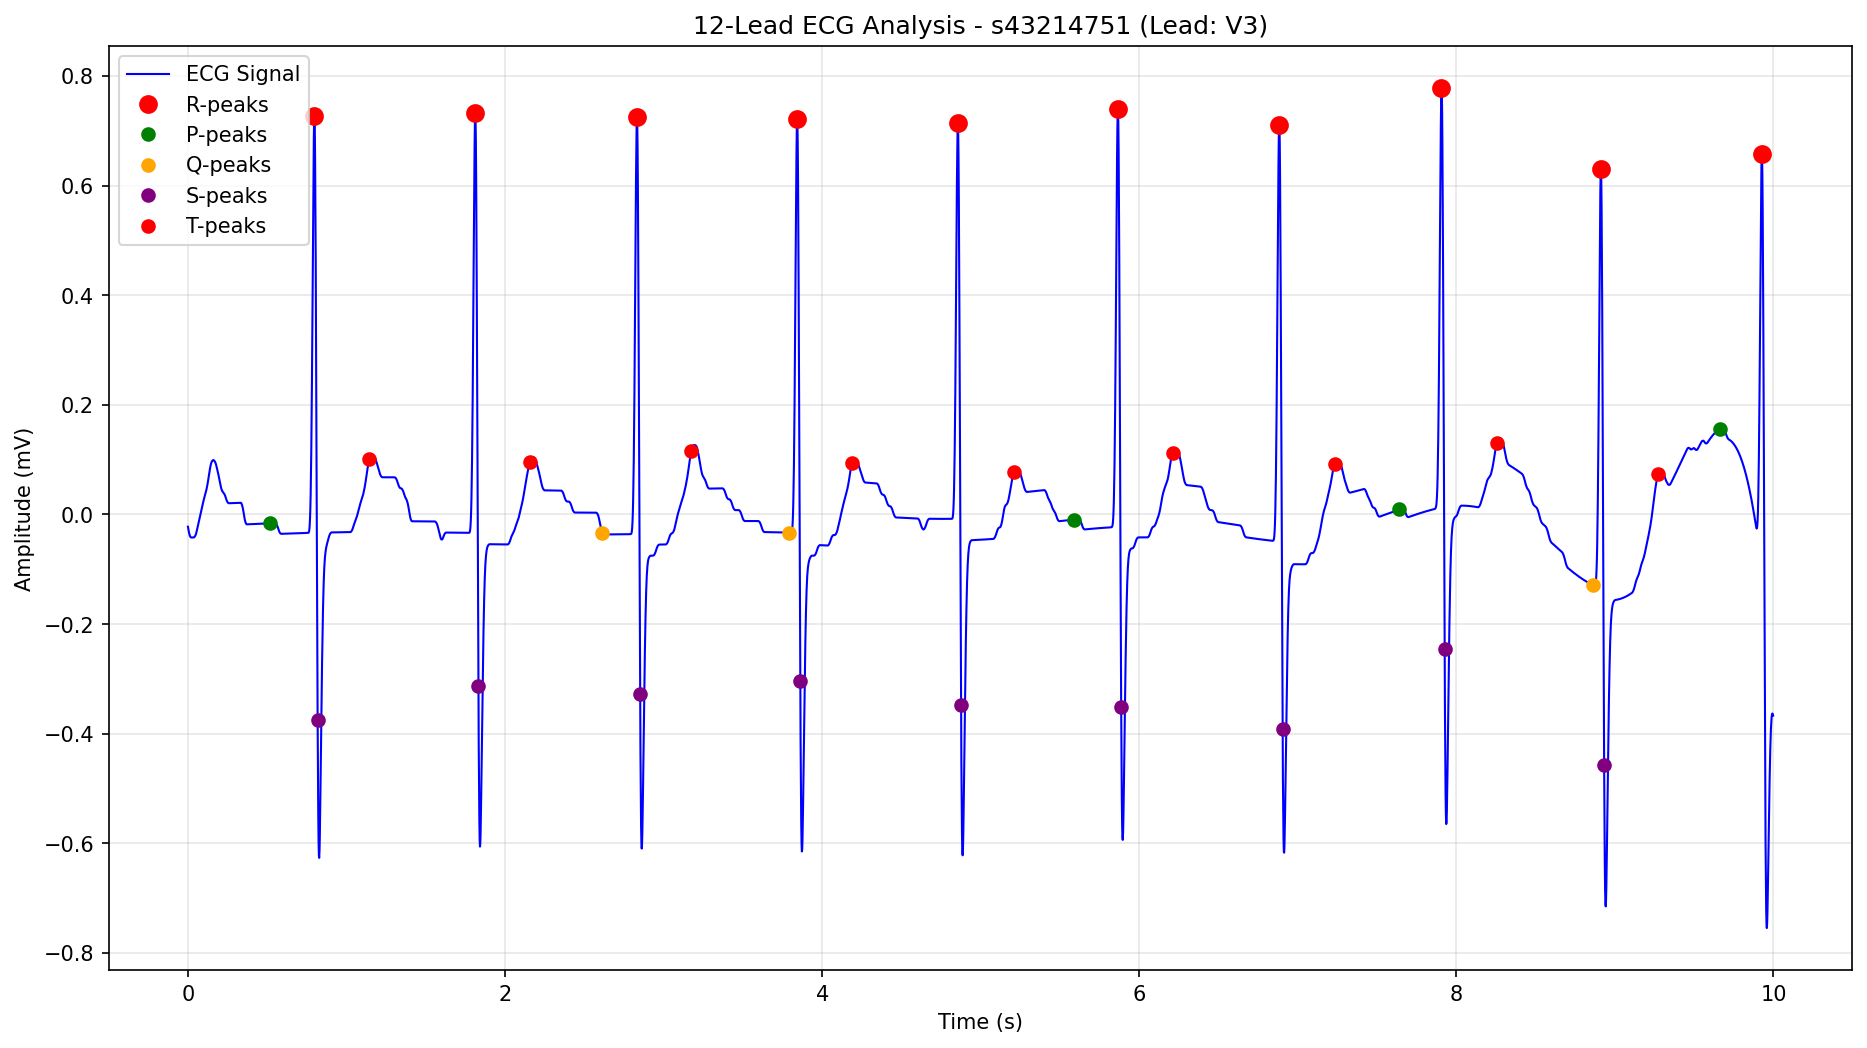 12-Lead ECG Analysis - s43214751 (Lead: V3)
ECG Signal
R-peaks
P-peaks
Q-peaks
S-peaks
T-peaks
0.8
0.6
0.4
0.2
0.0
−0.2
−0.4
−0.6
−0.8
Amplitude (mV)
0 2 4 6 8 10
Time (s)